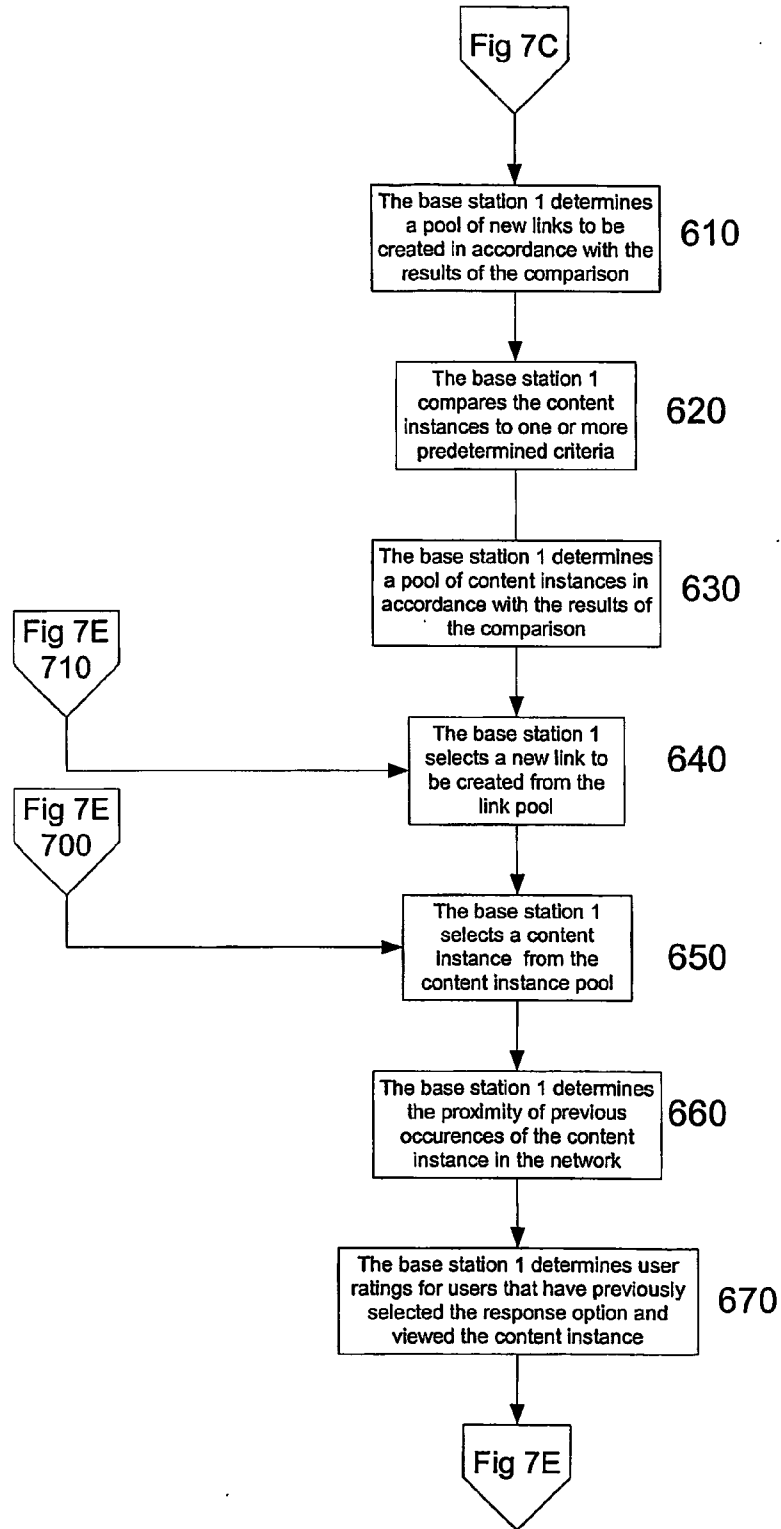 Fig 7C
The base station 1 determines
a pool of new links to be
created in accordance with the
results of the comparison
610
The base station 1
compares the content
instances to one or more
predetermined criteria
620
The base station 1 determines
a pool of content instances in
accordance with the results of
the comparison
630
Fig 7E
710
The base station 1
selects a new link to
be created from the
link pool
640
Fig 7E
700
The base station 1
selects a content
instance from the
content instance pool
650
The base station 1 determines
the proximity of previous
occurences of the content
instance in the network
660
The base station 1 determines user
ratings for users that have previously
selected the response option and
viewed the content instance
670
Fig 7E